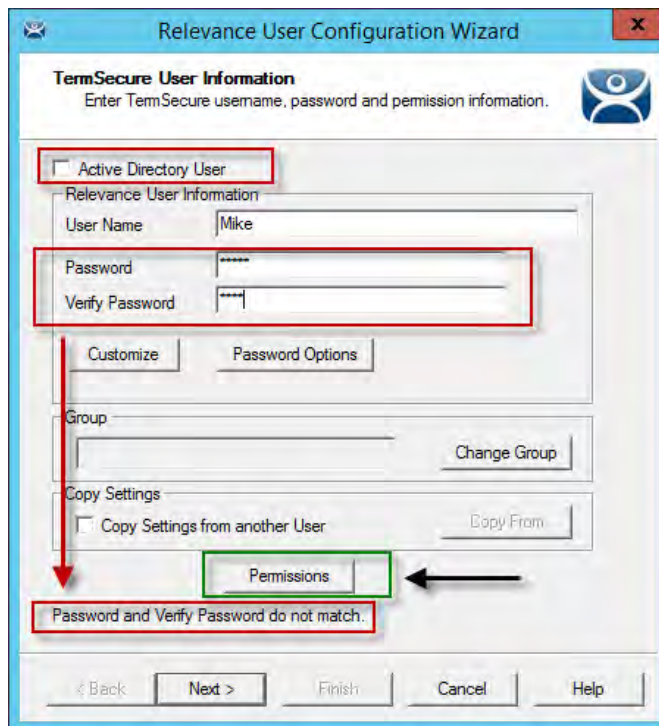 Relevance User Configuration Wizard
x
TermSecure User Information
Enter TermSecure username, password and permission information.
Active Directory User
Relevance User Information
User Name Mike
Password *****
Verify Password ****
Customize Password Options
Group
Change Group
Copy Settings
Copy Settings from another User Copy From
Permissions
Password and Verify Password do not match.
< Back Next > Finish Cancel Help